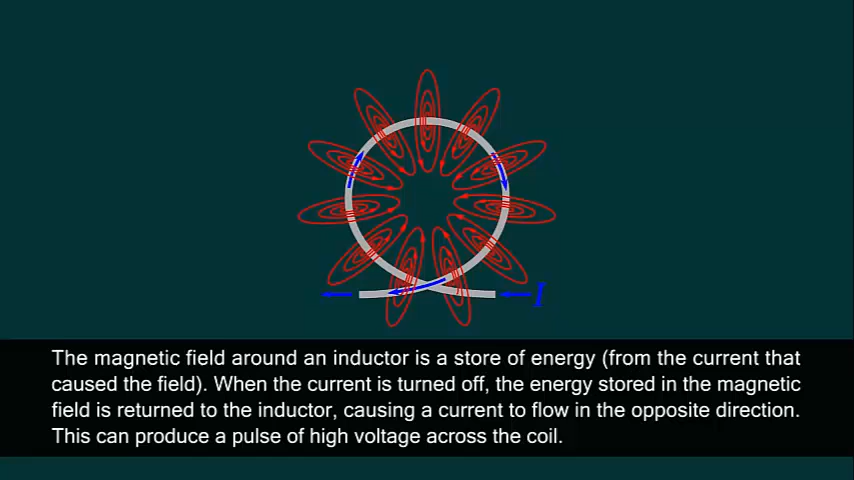 I
The magnetic field around an inductor is a store of energy (from the current that
caused the field). When the current is turned off, the energy stored in the magnetic
field is returned to the inductor, causing a current to flow in the opposite direction.
This can produce a pulse of high voltage across the coil.